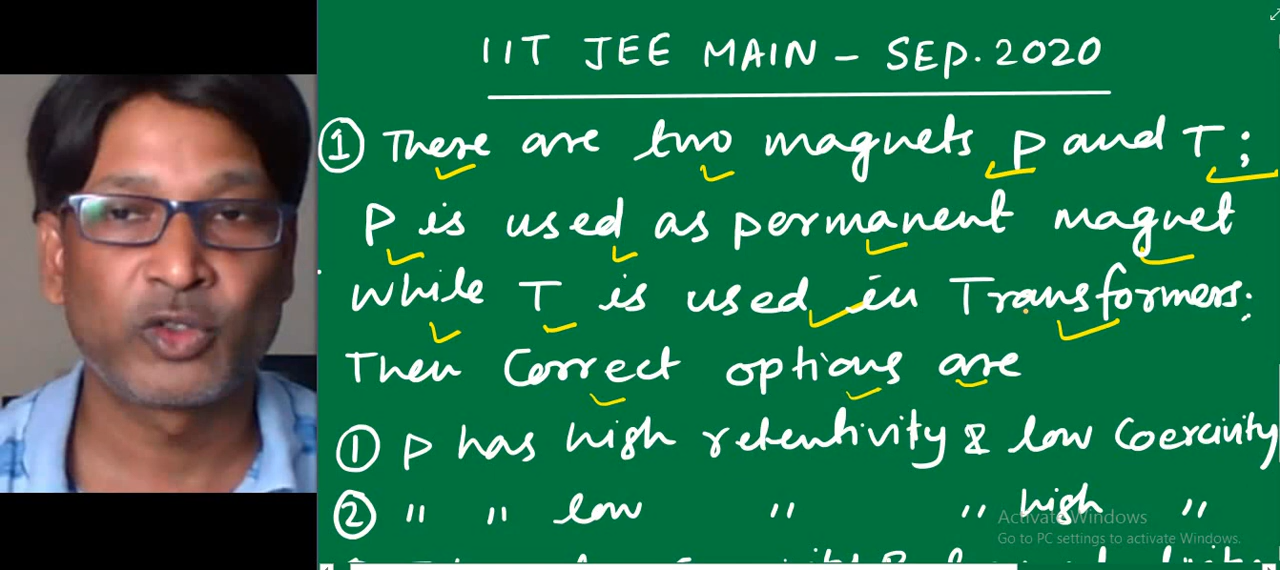 IIT JEE MAIN - SEP. 2020
① There are two magnets P and T;
P is used as permanent magnet
while T is used in Transformers.
Then Correct options are
① P has high retentivity & low Coercivity
② " " low " " high "
Activate Windows
Go to PC settings to activate Windows.